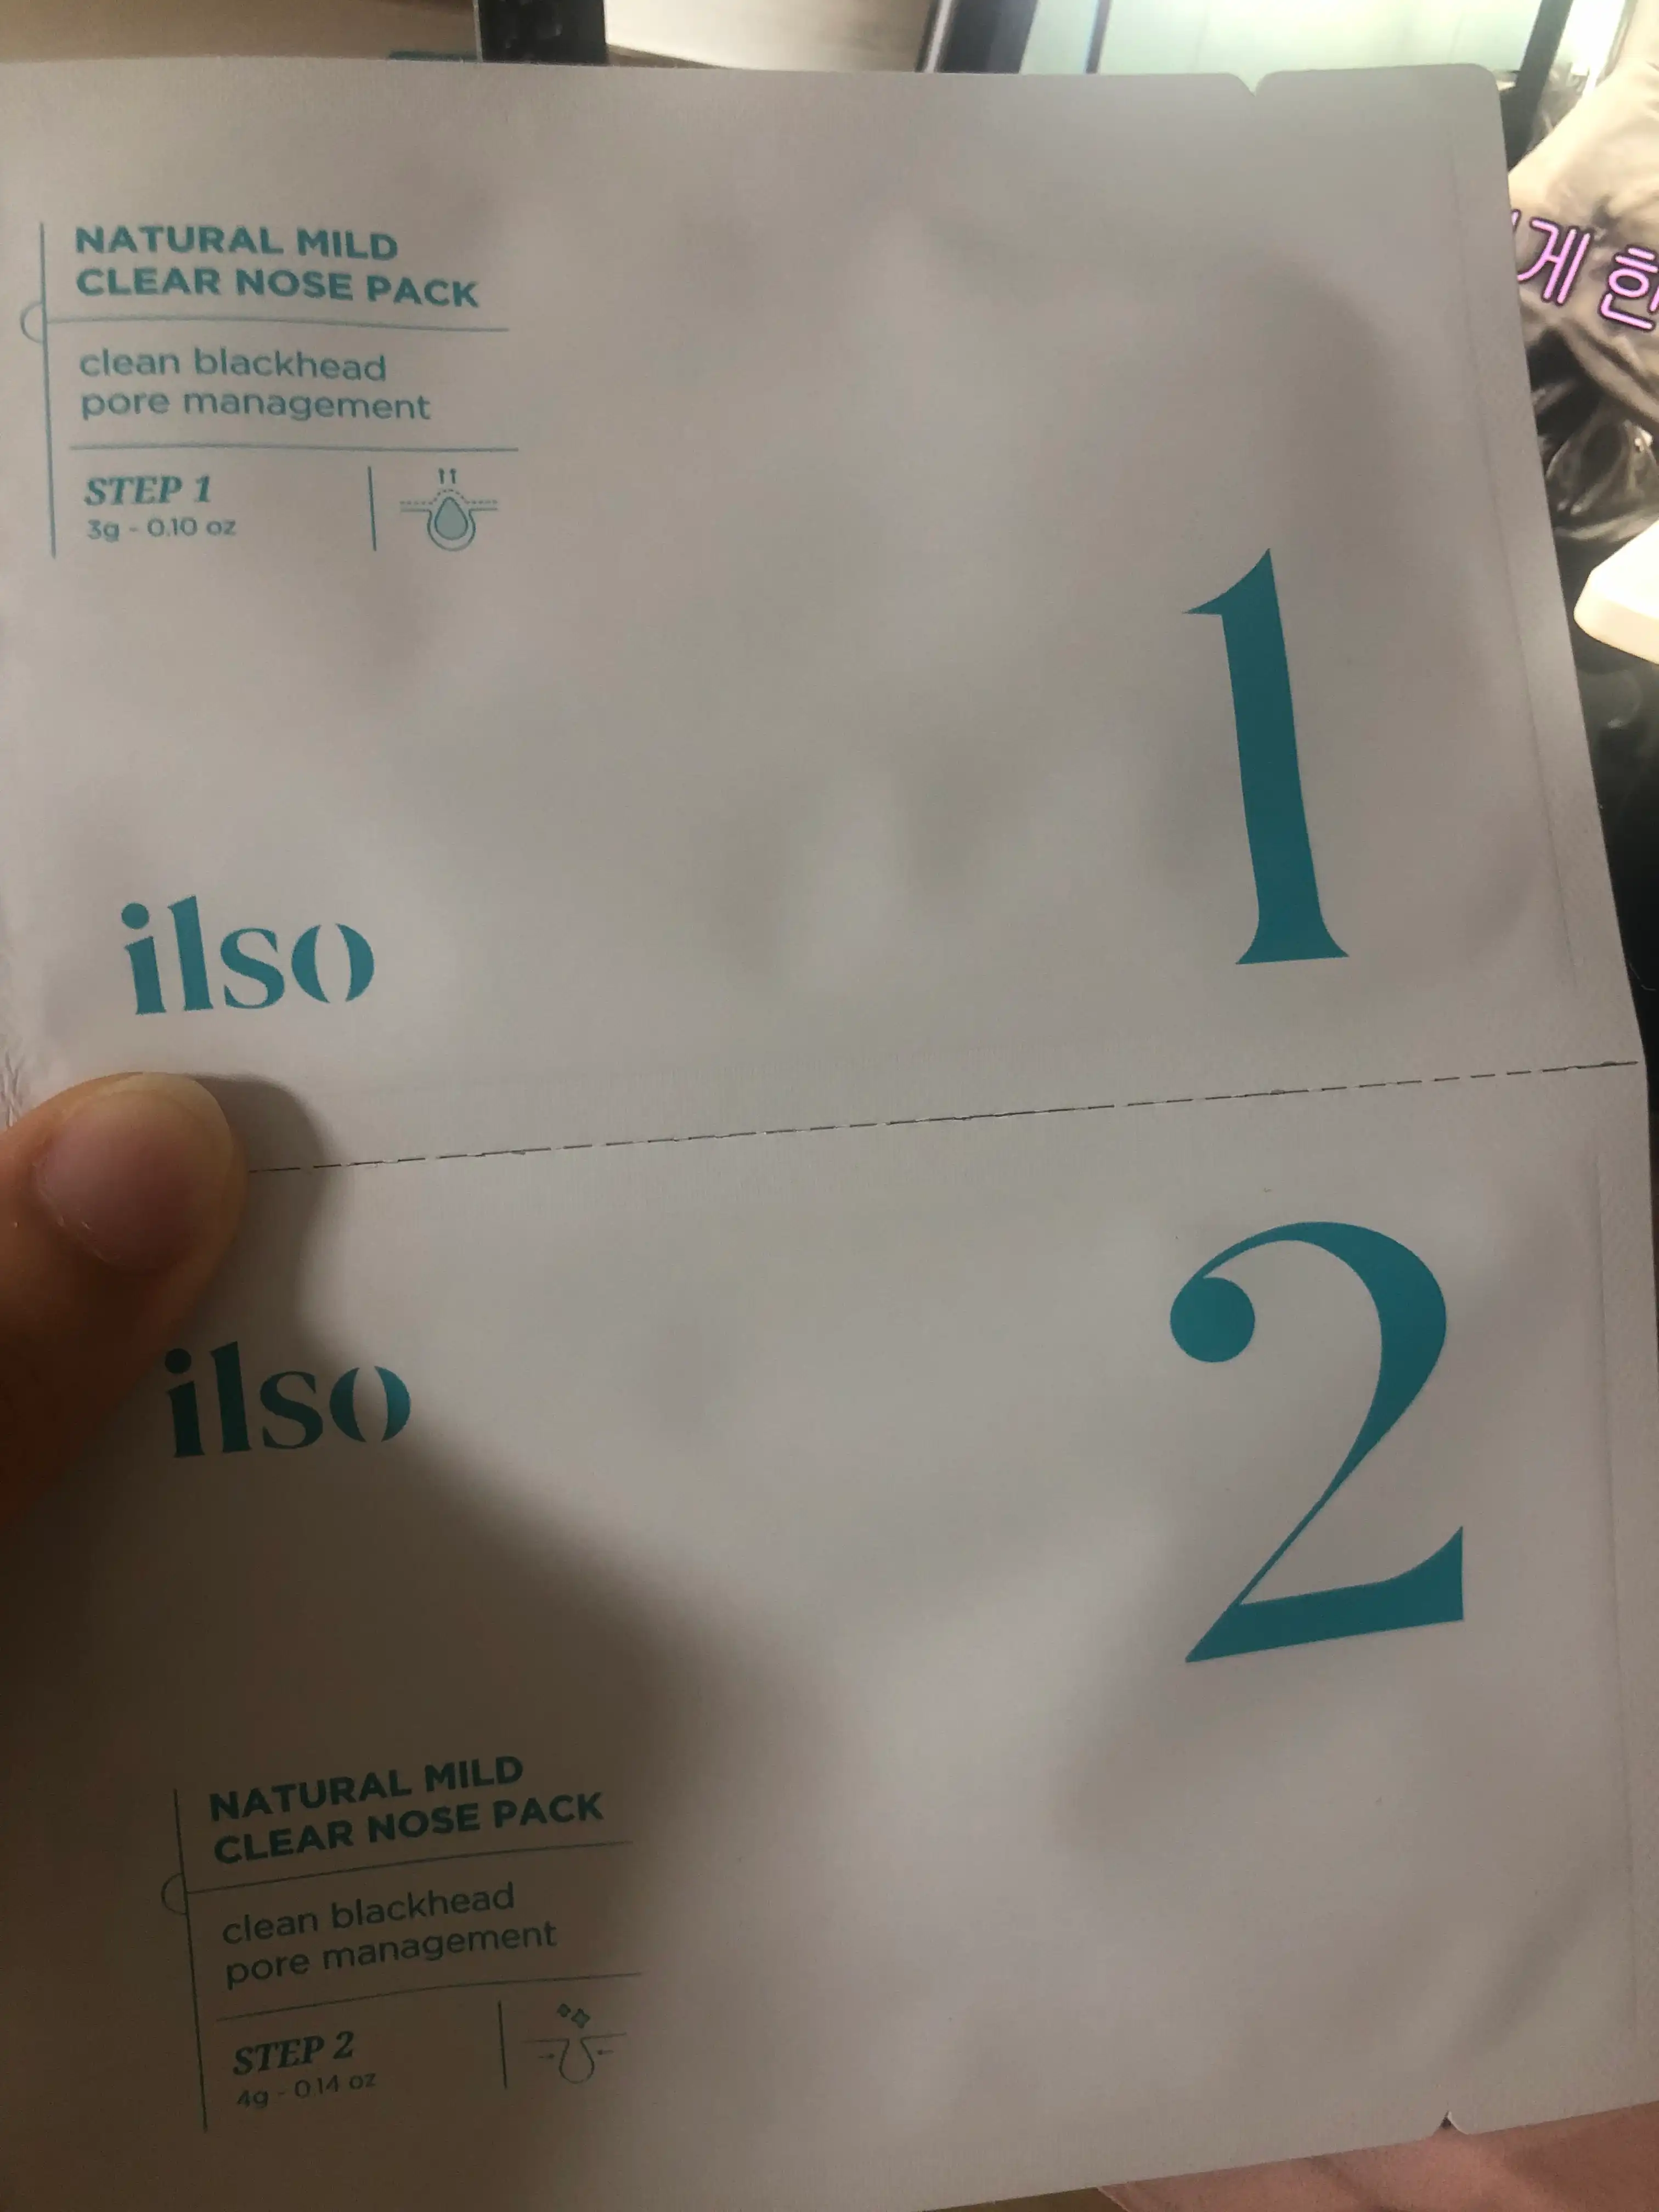 NATURAL MILD
CLEAR NOSE PACK
clean blackhead
pore management
STEP 1
3g - 0.10 oz
1
ilso
게
2
ilso
NATURAL MILD
CLEAR NOSE PACK
clean blackhead
pore management
STEP 2
4g - 0.14 oz